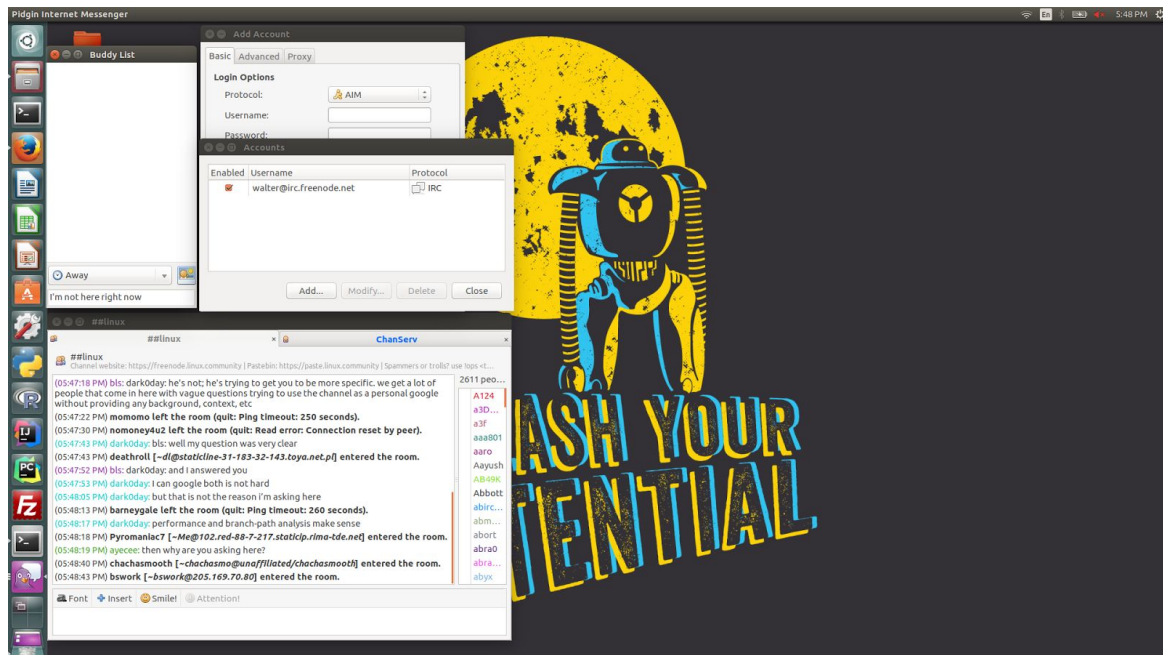 Pidgin Internet Messenger
En
5:48 PM
Add Account
Buddy List
Basic Advanced Proxy
Login Options
Protocol: AIM
Username:
Password:
Accounts
Enabled Username Protocol
walter@irc.freenode.net IRC
Away
Add... Modify... Delete Close
I'm not here right now
##linux
##linux ChanServ
##linux
Channel website: https://freenode.linux.community | Pastebin: https://paste.linux.community | Spammers or trolls? use !ops <t...
2611 peo...
(05:47:18 PM) bls: dark0day: he's not; he's trying to get you to be more specific. we get a lot of
people that come in here with vague questions trying to use the channel as a personal google
without providing any background, context, etc
(05:47:22 PM) momomo left the room (quit: Ping timeout: 250 seconds).
(05:47:30 PM) nomoney4u2 left the room (quit: Read error: Connection reset by peer).
(05:47:43 PM) dark0day: bls: well my question was very clear
(05:47:43 PM) deathroll [~dl@staticline-31-183-32-143.toya.net.pl] entered the room.
(05:47:52 PM) bls: dark0day: and I answered you
(05:47:53 PM) dark0day: I can google both is not hard
(05:48:05 PM) dark0day: but that is not the reason i'm asking here
(05:48:13 PM) barneygale left the room (quit: Ping timeout: 260 seconds).
(05:48:17 PM) dark0day: performance and branch-path analysis make sense
(05:48:18 PM) Pyromaniac7 [~Me@102.red-88-7-217.staticip.rima-tde.net] entered the room.
(05:48:19 PM) ayecee: then why are you asking here?
(05:48:40 PM) chachasmooth [~chachasmo@unaffiliated/chachasmooth] entered the room.
(05:48:43 PM) bswork [~bswork@205.169.70.80] entered the room.
A124
a3D...
a3f
aaa801
aaro
Aayush
AB49K
Abbott
abirc...
abm...
abort
abra0
abra...
abyx
Font Insert Smile! Attention!
ASH YOUR
TENTIAL